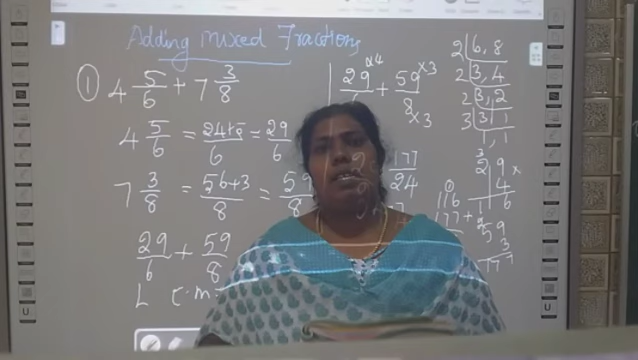 Adding mixed Fractions
① 4 5/6 + 7 3/8
4 5/6 = 24+5/6 = 29/6
7 3/8 = 56+3/8 = 59/8
29/6 + 59/8
L C.m
29×4/6 + 59×3/8×3
177
24
2 | 6, 8
2 | 3, 4
2 | 3, 2
3 | 3, 1
1, 1
29
4 ×
116
116
177 +
59
3
177